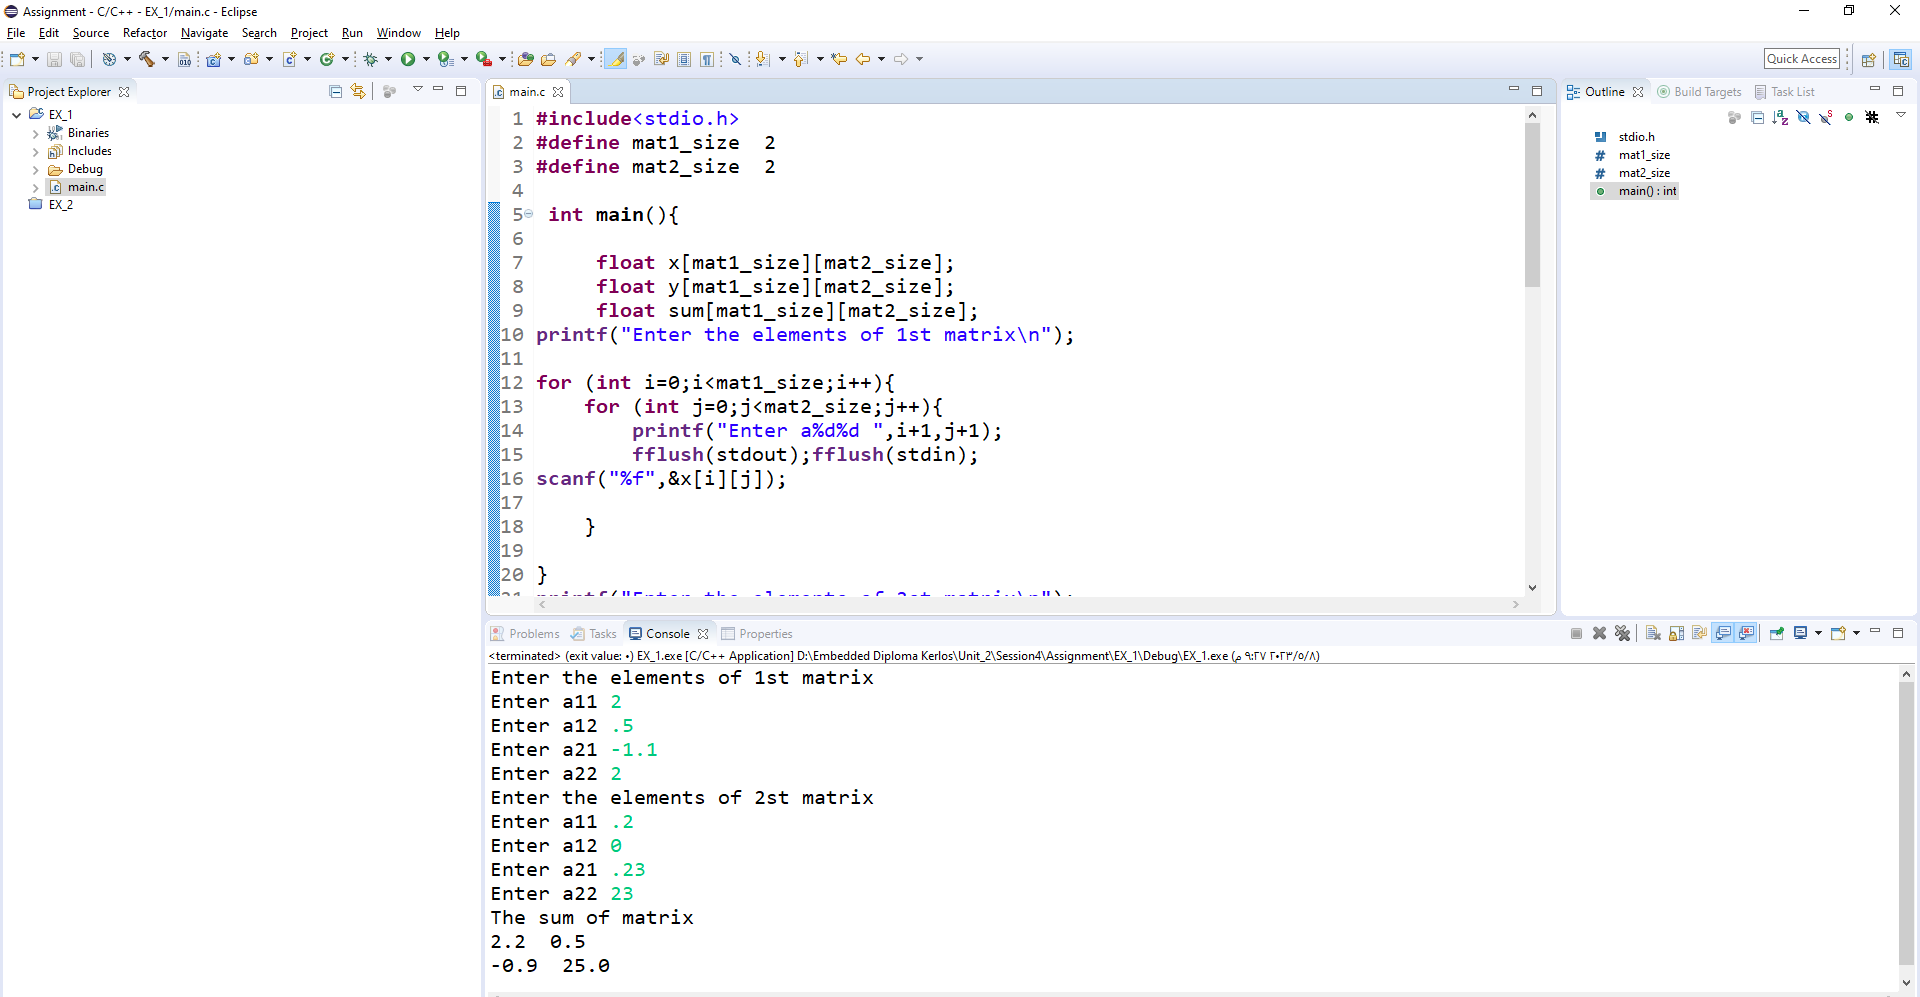 Assignment - C/C++ - EX_1/main.c - Eclipse
File Edit Source Refactor Navigate Search Project Run Window Help
Quick Access
Project Explorer
EX_1
Binaries
Includes
Debug
main.c
EX_2
main.c
1 #include<stdio.h>
2 #define mat1_size  2
3 #define mat2_size  2
4
5 int main(){
6
7 float x[mat1_size][mat2_size];
8 float y[mat1_size][mat2_size];
9 float sum[mat1_size][mat2_size];
10 printf("Enter the elements of 1st matrix\n");
11
12 for (int i=0;i<mat1_size;i++){
13 for (int j=0;j<mat2_size;j++){
14 printf("Enter a%d%d ",i+1,j+1);
15 fflush(stdout);fflush(stdin);
16 scanf("%f",&x[i][j]);
17
18 }
19
20 }
21 printf("Enter the elements of 2st matrix\n");
Outline Build Targets Task List
stdio.h
mat1_size
mat2_size
main() : int
Problems Tasks Console Properties
<terminated> (exit value: ٠) EX_1.exe [C/C++ Application] D:\Embedded Diploma Kerlos\Unit_2\Session4\Assignment\EX_1\Debug\EX_1.exe (٢٠٢٣/٥/٨ ٩:٢٧ م)
Enter the elements of 1st matrix
Enter a11 2
Enter a12 .5
Enter a21 -1.1
Enter a22 2
Enter the elements of 2st matrix
Enter a11 .2
Enter a12 0
Enter a21 .23
Enter a22 23
The sum of matrix
2.2  0.5
-0.9  25.0